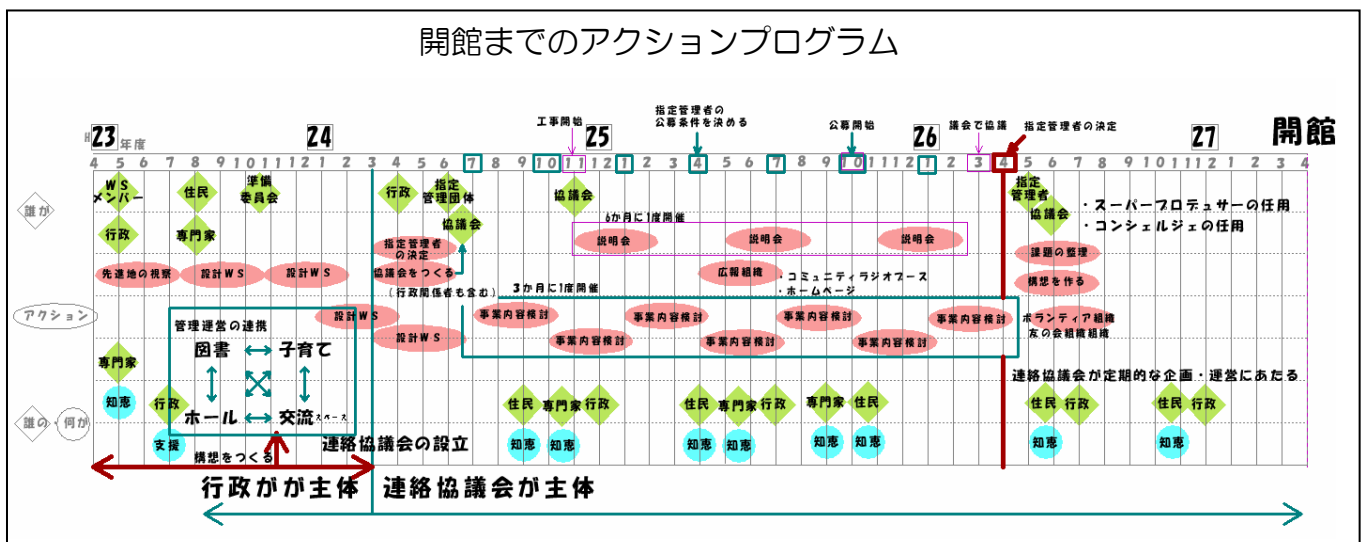 開館までのアクションプログラム
指定管理者の
公募条件を決める
工事開始
公募開始
議会で協議
指定管理者の決定
H 23 年度
24
25
26
27
開館
4 5 6 7 8 9 10 11 12 1 2 3 4 5 6 7 8 9 10 11 12 1 2 3 4 5 6 7 8 9 10 11 12 1 2 3 4 5 6 7 8 9 10 11 12 1 2 3 4
誰が
WS
メンバー
住民
準備
委員会
行政
指定
管理団体
協議会
指定
管理者
協議会
・スーパープロデュサーの任用
・コンシェルジェの任用
行政
専門家
協議会
6か月に1度開催
説明会
説明会
説明会
指定管理者
の決定
課題の整理
先進地の視察
設計WS
設計WS
協議会をつくる
(行政関係者も含む)
広報組織
・コミュニティラジオブース
・ホームページ
構想を作る
3か月に1度開催
アクション
設計WS
設計WS
事業内容検討
事業内容検討
事業内容検討
事業内容検討
事業内容検討
事業内容検討
事業内容検討
ボランティア組織
友の会組織組織
管理運営の連携
図書
子育て
ホール
交流スペース
連絡協議会が定期的な企画・運営にあたる
誰の・何が
専門家
知恵
行政
支援
住民
専門家
行政
住民
専門家
行政
専門家
住民
住民
行政
住民
行政
知恵
知恵
知恵
知恵
知恵
知恵
知恵
知恵
構想をつくる
連絡協議会の設立
行政がが主体
連絡協議会が主体